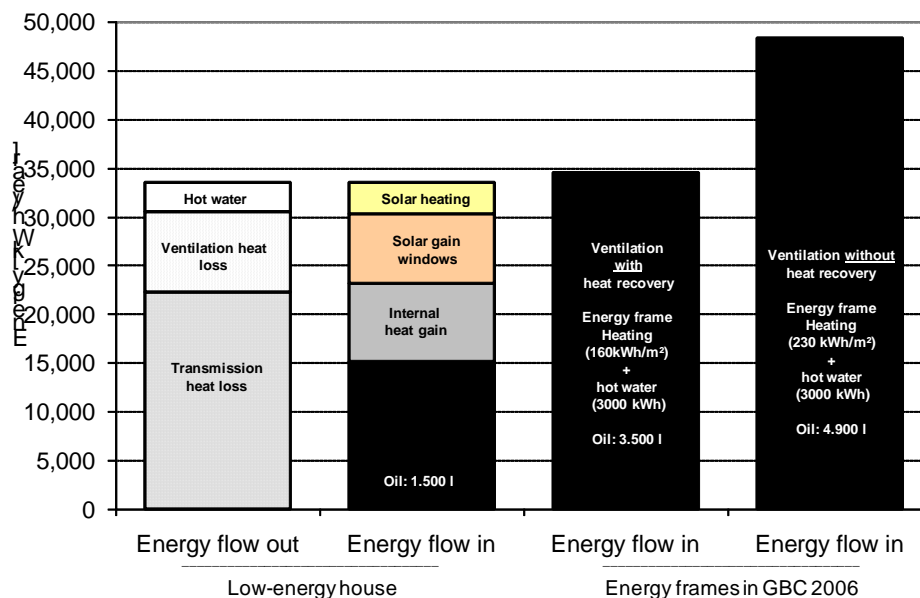 50,000
45,000
40,000
35,000
30,000
25,000
20,000
15,000
10,000
5,000
0
Energy [kWh/year]
Hot water
Ventilation heat
loss
Transmission
heat loss
Solar heating
Solar gain
windows
Internal
heat gain
Oil: 1.500 l
Ventilation
with
heat recovery
Energy frame
Heating
(160kWh/m²)
+
hot water
(3000 kWh)
Oil: 3.500 l
Ventilation without
heat recovery
Energy frame
Heating
(230 kWh/m²)
+
hot water
(3000 kWh)
Oil: 4.900 l
Energy flow out
Energy flow in
Energy flow in
Energy flow in
Low-energy house
Energy frames in GBC 2006